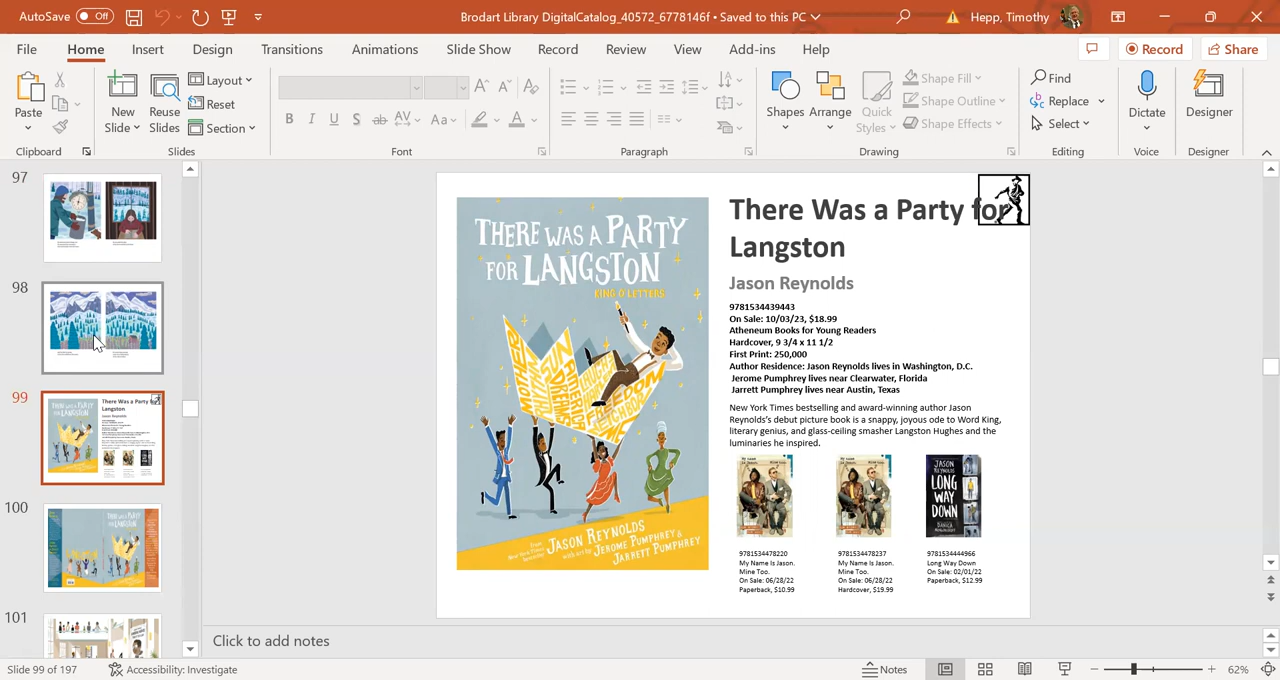 AutoSave Off
Brodart Library DigitalCatalog_40572_6778146f • Saved to this PC
Hepp, Timothy
File Home Insert Design Transitions Animations Slide Show Record Review View Add-ins Help
Record Share
Paste
New Slide
Reuse Slides
Layout
Reset
Section
Shapes
Arrange
Quick Styles
Shape Fill
Shape Outline
Shape Effects
Find
Replace
Select
Dictate
Designer
Clipboard Slides Font Paragraph Drawing Editing Voice Designer
97
98
99
100
101
THERE WAS A PARTY
FOR LANGSTON
KING O' LETTERS
From
New York Times
bestselling
JASON REYNOLDS
with art by JEROME PUMPHREY &
JARRETT PUMPHREY
There Was a Party for
Langston
Jason Reynolds
9781534439443
On Sale: 10/03/23, $18.99
Atheneum Books for Young Readers
Hardcover, 9 3/4 x 11 1/2
First Print: 250,000
Author Residence: Jason Reynolds lives in Washington, D.C.
Jerome Pumphrey lives near Clearwater, Florida
Jarrett Pumphrey lives near Austin, Texas
New York Times bestselling and award-winning author Jason
Reynolds's debut picture book is a snappy, joyous ode to Word King,
literary genius, and glass-ceiling smasher Langston Hughes and the
luminaries he inspired.
JASON
REYNOLDS
LONG
WAY
DOWN
9781534478220
My Name Is Jason.
Mine Too.
On Sale: 06/28/22
Paperback, $10.99
9781534478237
My Name Is Jason.
Mine Too.
On Sale: 06/28/22
Hardcover, $19.99
9781534444966
Long Way Down
On Sale: 02/01/22
Paperback, $12.99
Click to add notes
Slide 99 of 197 Accessibility: Investigate
Notes
62%